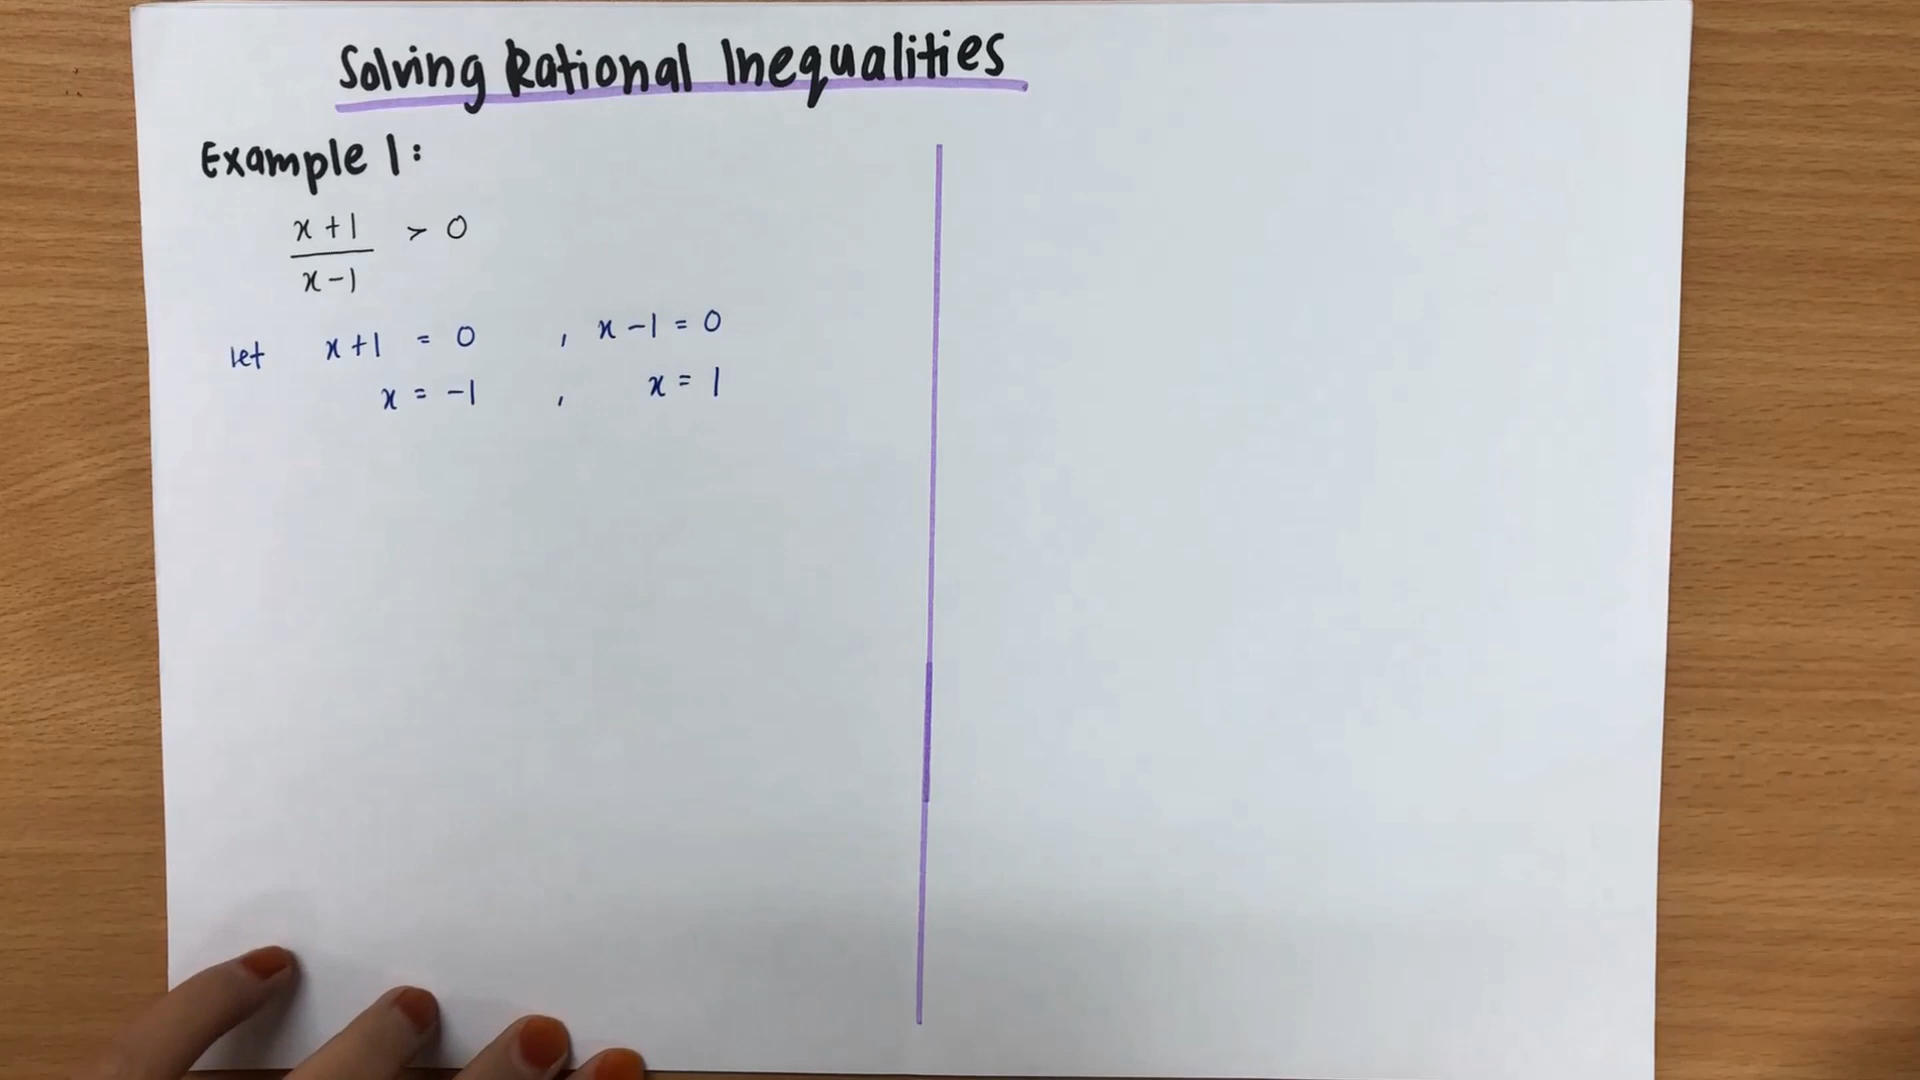 Solving Rational Inequalities
Example 1:
x + 1
> 0
x - 1
let x + 1 = 0 , x - 1 = 0
x = -1 , x = 1